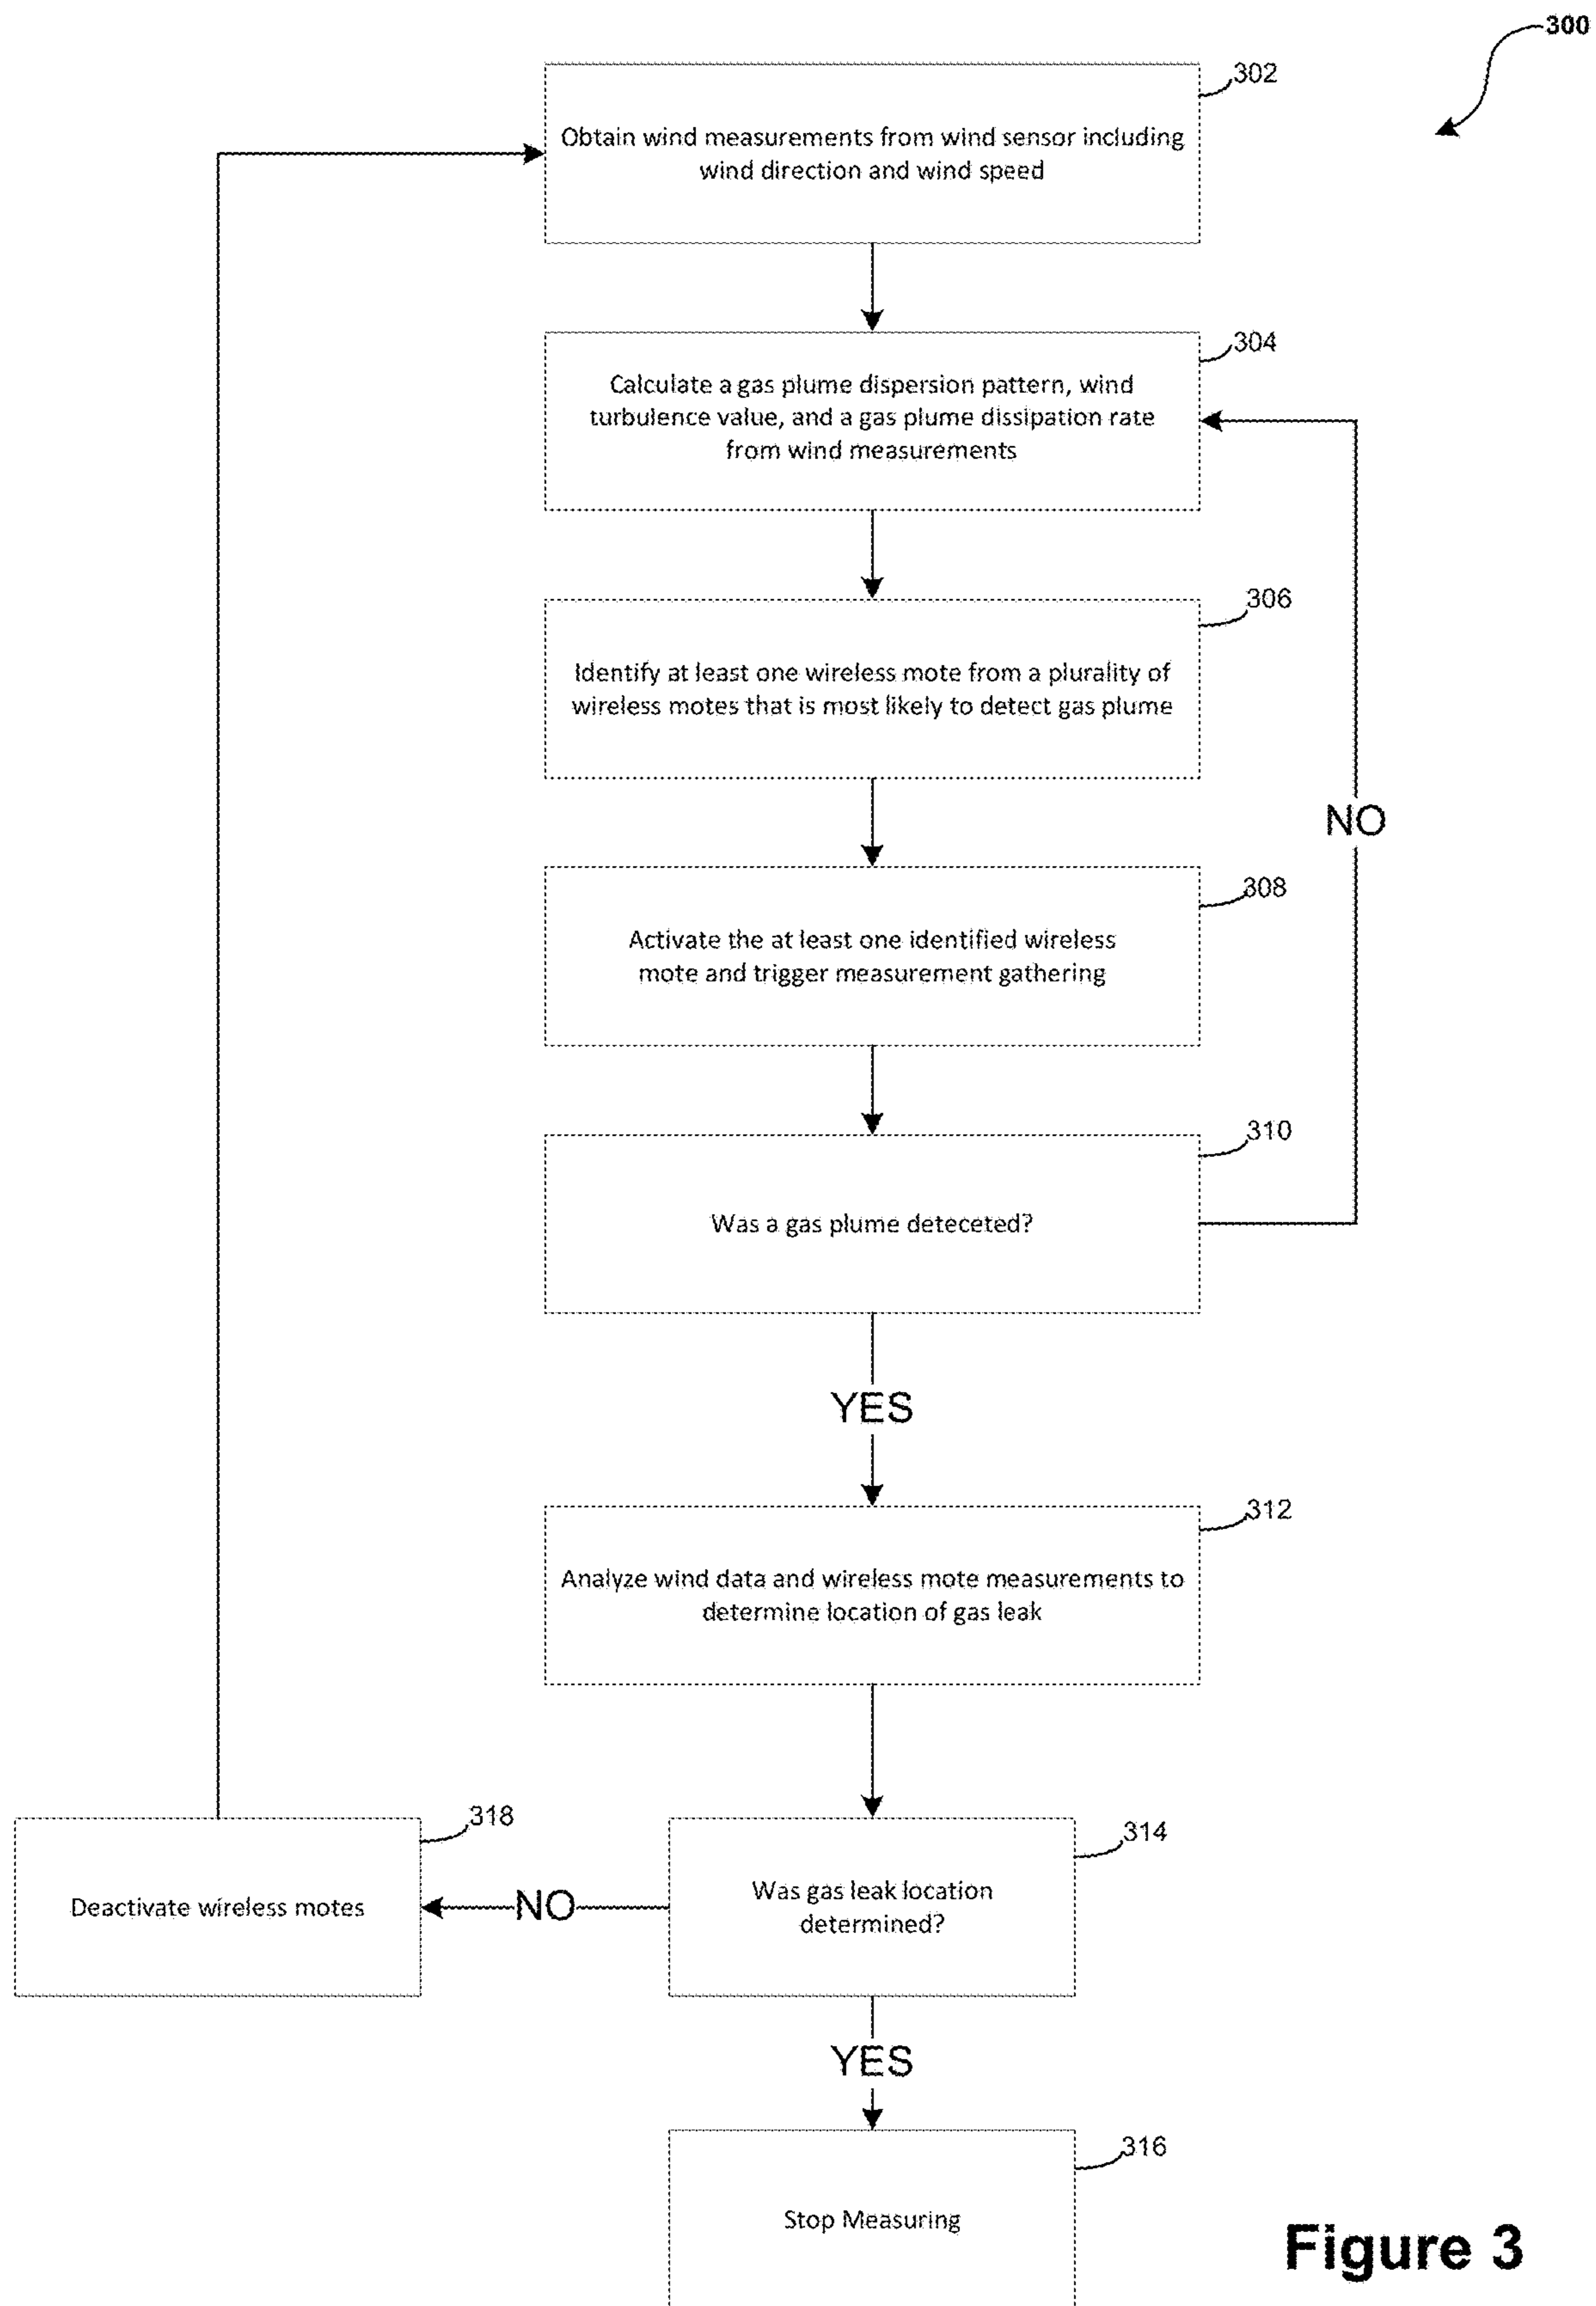 300
302
Obtain wind measurements from wind sensor including
wind direction and wind speed
304
Calculate a gas plume dispersion pattern, wind
turbulence value, and a gas plume dissipation rate
from wind measurements
306
Identify at least one wireless mote from a plurality of
wireless motes that is most likely to detect gas plume
NO
308
Activate the at least one identified wireless
mote and trigger measurement gathering
310
Was a gas plume deteceted?
YES
312
Analyze wind data and wireless mote measurements to
determine location of gas leak
318
Deactivate wireless motes
NO
314
Was gas leak location
determined?
YES
316
Stop Measuring
Figure 3